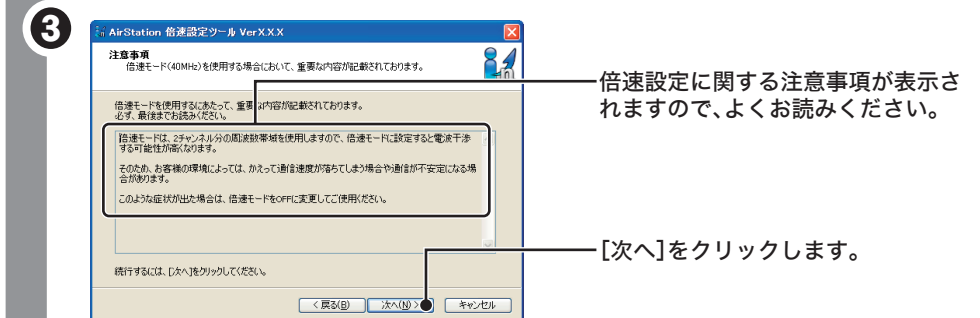 3
AirStation 倍速設定ツール Ver.X.X.X
注意事項
倍速モード(40MHz)を使用する場合において、重要な内容が記載されております。
倍速モードを使用するにあたって、重要な内容が記載されております。
必ず、最後までお読みください。
倍速モードは、2チャンネル分の周波数帯域を使用しますので、倍速モードに設定すると電波干渉
する可能性が高くなります。
そのため、お客様の環境によっては、かえって通信速度が落ちてしまう場合や通信が不安定になる場
合があります。
このような症状が出た場合は、倍速モードをOFFに変更してご使用ください。
続行するには、[次へ]をクリックしてください。
< 戻る(B)
次へ(N) >
キャンセル
倍速設定に関する注意事項が表示さ
れますので、よくお読みください。
[次へ]をクリックします。